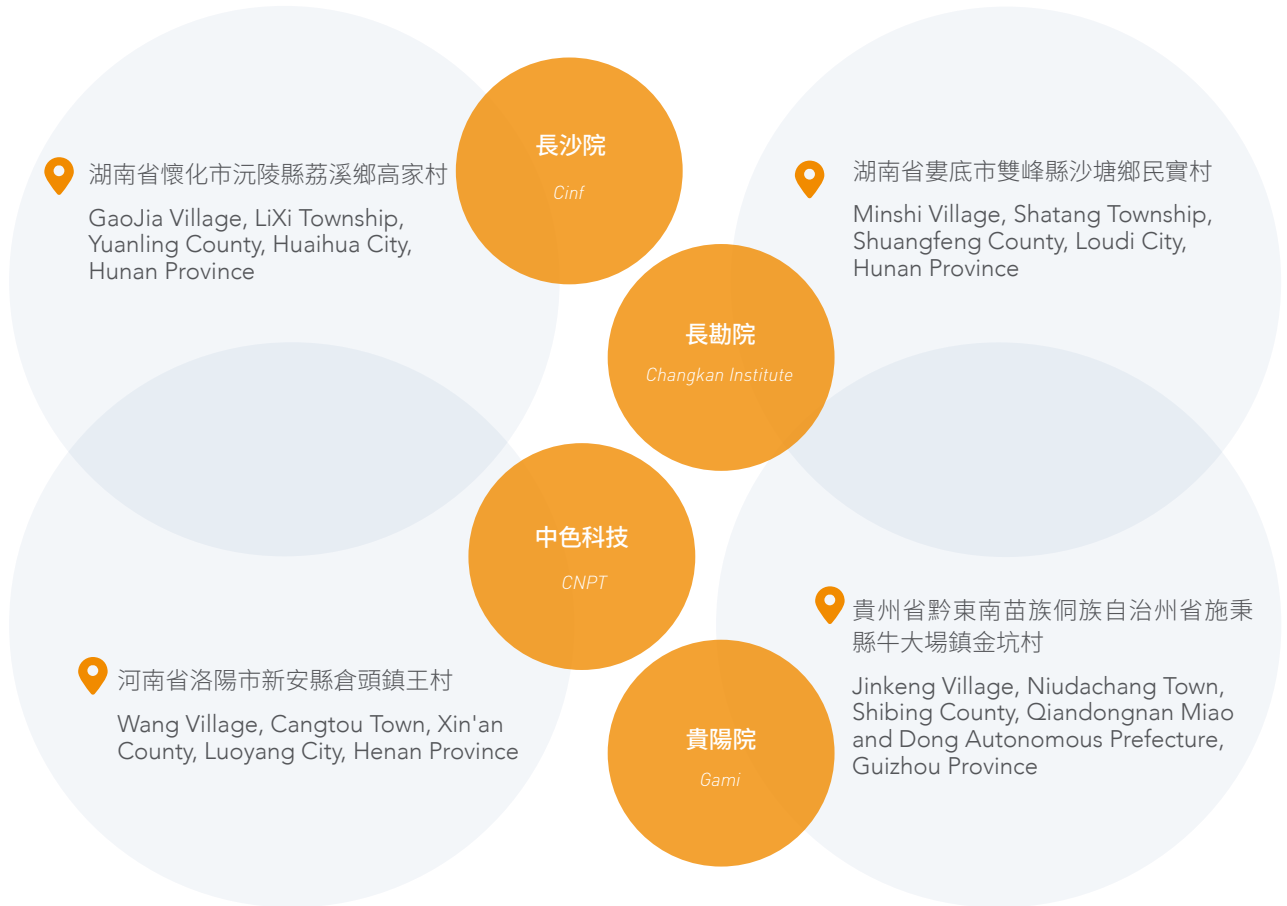 長沙院
Cinf
湖南省懷化市沅陵縣荔溪鄉高家村
GaoJia Village, LiXi Township,
Yuanling County, Huaihua City,
Hunan Province
湖南省婁底市雙峰縣沙塘鄉民實村
Minshi Village, Shatang Township,
Shuangfeng County, Loudi City,
Hunan Province
長勘院
Changkan Institute
中色科技
CNPT
河南省洛陽市新安縣倉頭鎮王村
Wang Village, Cangtou Town, Xin'an
County, Luoyang City, Henan Province
貴州省黔東南苗族侗族自治州省施秉
縣牛大場鎮金坑村
Jinkeng Village, Niudachang Town,
Shibing County, Qiandongnan Miao
and Dong Autonomous Prefecture,
Guizhou Province
貴陽院
Gami